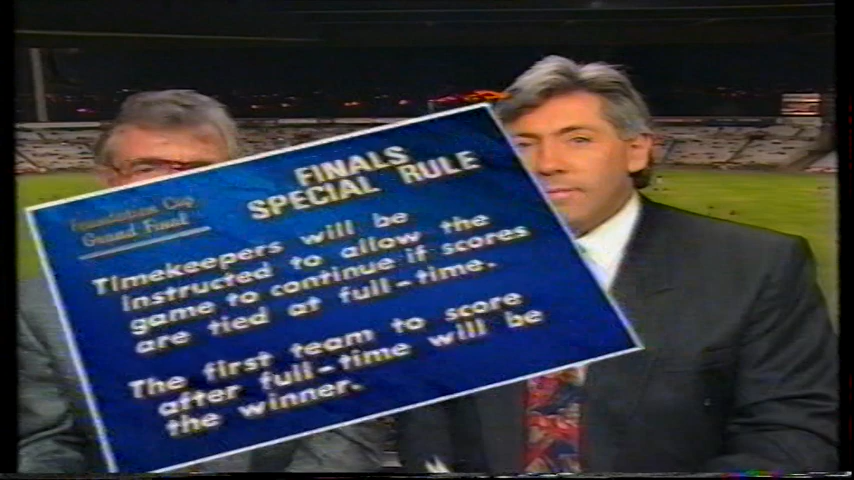 FINALS
SPECIAL RULE
Foundation Cup
Grand Final
Timekeepers will be
instructed to allow the
game to continue if scores
are tied at full-time.
The first team to score
after full-time will be
the winner.